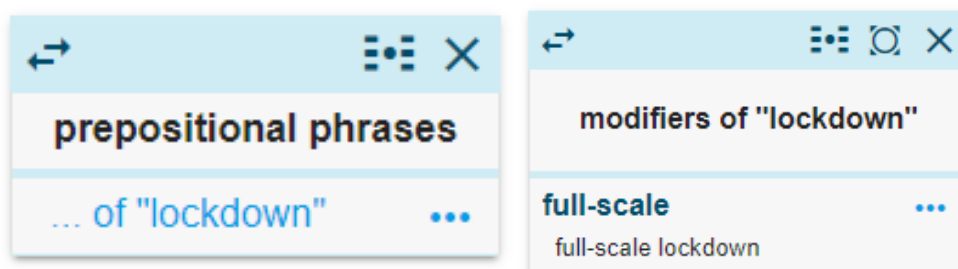 prepositional phrases
... of "lockdown"
modifiers of "lockdown"
full-scale
full-scale lockdown